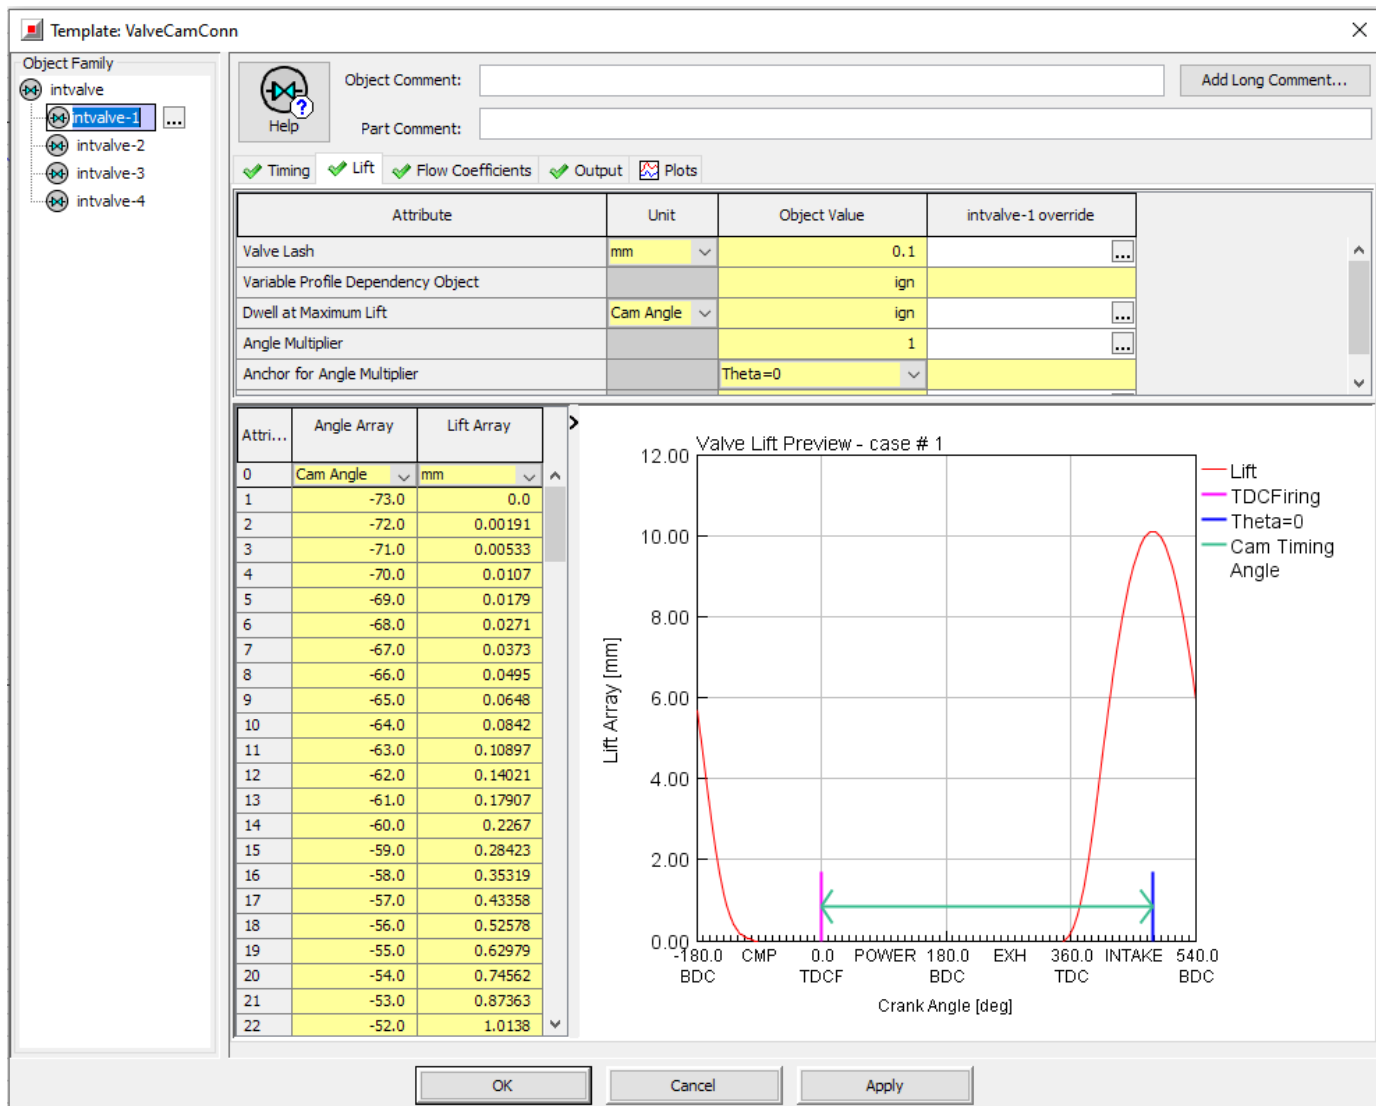 Template: ValveCamConn
Object Family
intvalve
intvalve-1 ...
intvalve-2
intvalve-3
intvalve-4
Help
Object Comment:
Add Long Comment...
Part Comment:
Timing Lift Flow Coefficients Output Plots
Attribute Unit Object Value intvalve-1 override
Valve Lash mm 0.1 ...
Variable Profile Dependency Object ign
Dwell at Maximum Lift Cam Angle ign ...
Angle Multiplier 1 ...
Anchor for Angle Multiplier Theta=0
Attri... Angle Array Lift Array
0 Cam Angle mm
1 -73.0 0.0
2 -72.0 0.00191
3 -71.0 0.00533
4 -70.0 0.0107
5 -69.0 0.0179
6 -68.0 0.0271
7 -67.0 0.0373
8 -66.0 0.0495
9 -65.0 0.0648
10 -64.0 0.0842
11 -63.0 0.10897
12 -62.0 0.14021
13 -61.0 0.17907
14 -60.0 0.2267
15 -59.0 0.28423
16 -58.0 0.35319
17 -57.0 0.43358
18 -56.0 0.52578
19 -55.0 0.62979
20 -54.0 0.74562
21 -53.0 0.87363
22 -52.0 1.0138
Valve Lift Preview - case # 1
12.00
10.00
8.00
6.00
4.00
2.00
0.00
Lift Array [mm]
-180.0 CMP 0.0 POWER 180.0 EXH 360.0 INTAKE 540.0
BDC TDCF BDC TDC BDC
Crank Angle [deg]
Lift
TDCFiring
Theta=0
Cam Timing
Angle
OK Cancel Apply